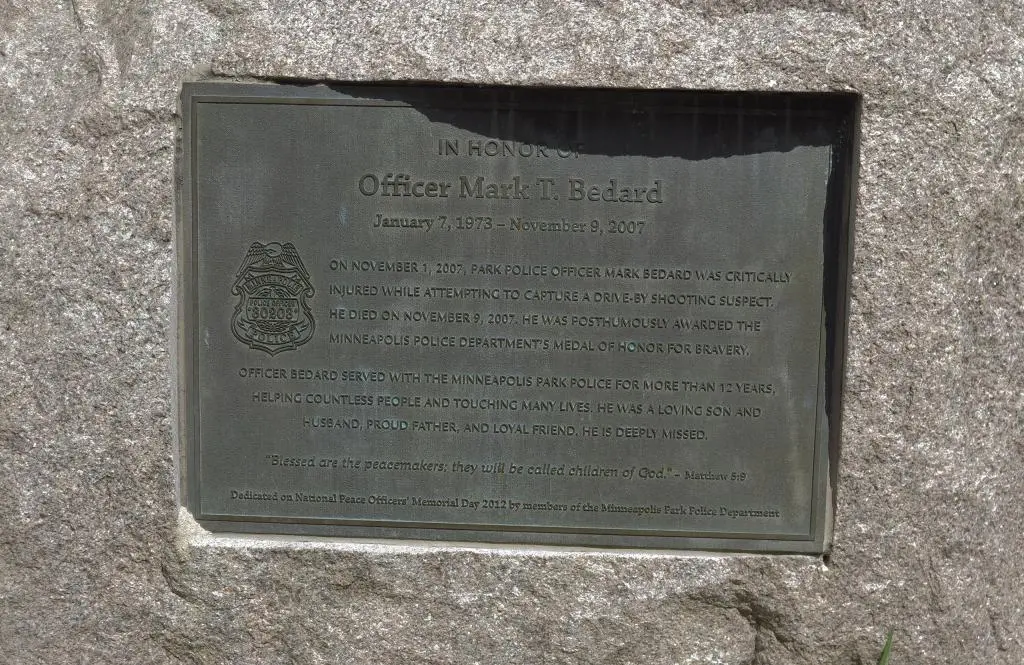 IN HONOR OF
Officer Mark T. Bedard
January 7, 1973 – November 9, 2007
ON NOVEMBER 1, 2007, PARK POLICE OFFICER MARK BEDARD WAS CRITICALLY
INJURED WHILE ATTEMPTING TO CAPTURE A DRIVE-BY SHOOTING SUSPECT.
HE DIED ON NOVEMBER 9, 2007. HE WAS POSTHUMOUSLY AWARDED THE
MINNEAPOLIS POLICE DEPARTMENT'S MEDAL OF HONOR FOR BRAVERY.
MINNEAPOLIS
POLICE OFFICER
30203
POLICE
OFFICER BEDARD SERVED WITH THE MINNEAPOLIS PARK POLICE FOR MORE THAN 12 YEARS,
HELPING COUNTLESS PEOPLE AND TOUCHING MANY LIVES. HE WAS A LOVING SON AND
HUSBAND, PROUD FATHER, AND LOYAL FRIEND. HE IS DEEPLY MISSED.
"Blessed are the peacemakers; they will be called children of God." – Matthew 5:9
Dedicated on National Peace Officers' Memorial Day 2012 by members of the Minneapolis Park Police Department